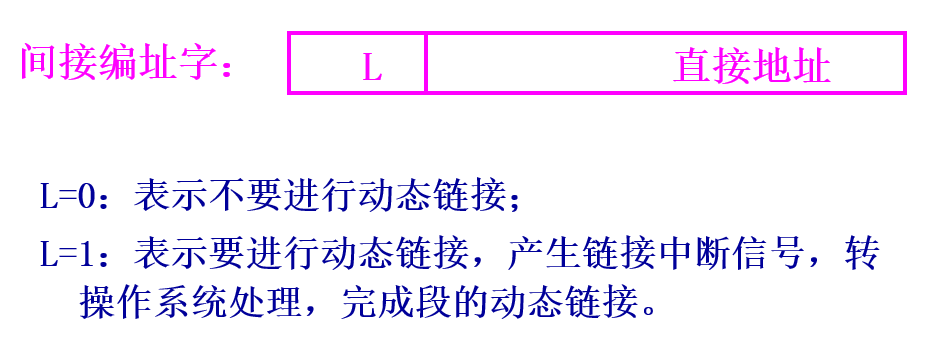 间接编址字： L 直接地址
L=0：表示不要进行动态链接；
L=1：表示要进行动态链接，产生链接中断信号，转
操作系统处理，完成段的动态链接。